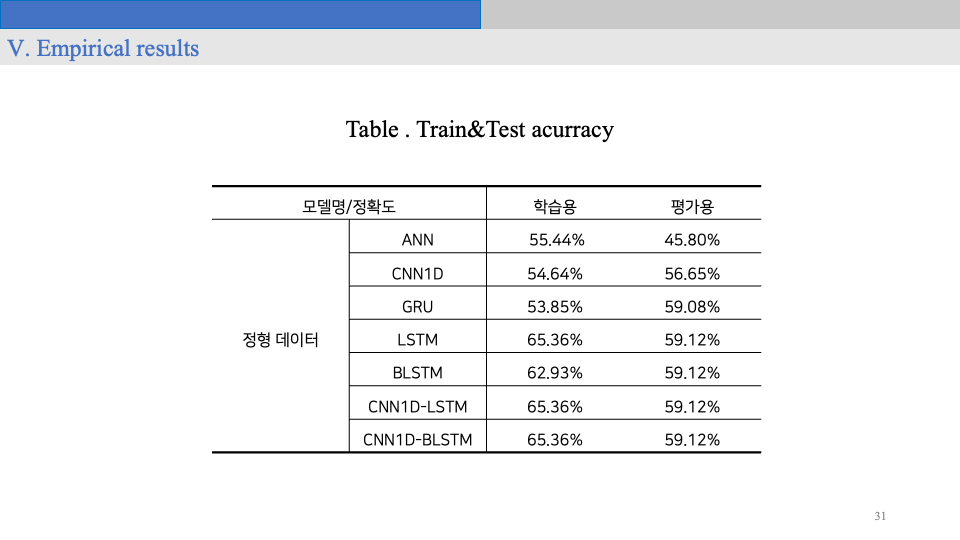 V. Empirical results
Table . Train&Test acurracy
모델명/정확도 학습용 평가용
ANN 55.44% 45.80%
CNN1D 54.64% 56.65%
GRU 53.85% 59.08%
정형 데이터 LSTM 65.36% 59.12%
BLSTM 62.93% 59.12%
CNN1D-LSTM 65.36% 59.12%
CNN1D-BLSTM 65.36% 59.12%
31